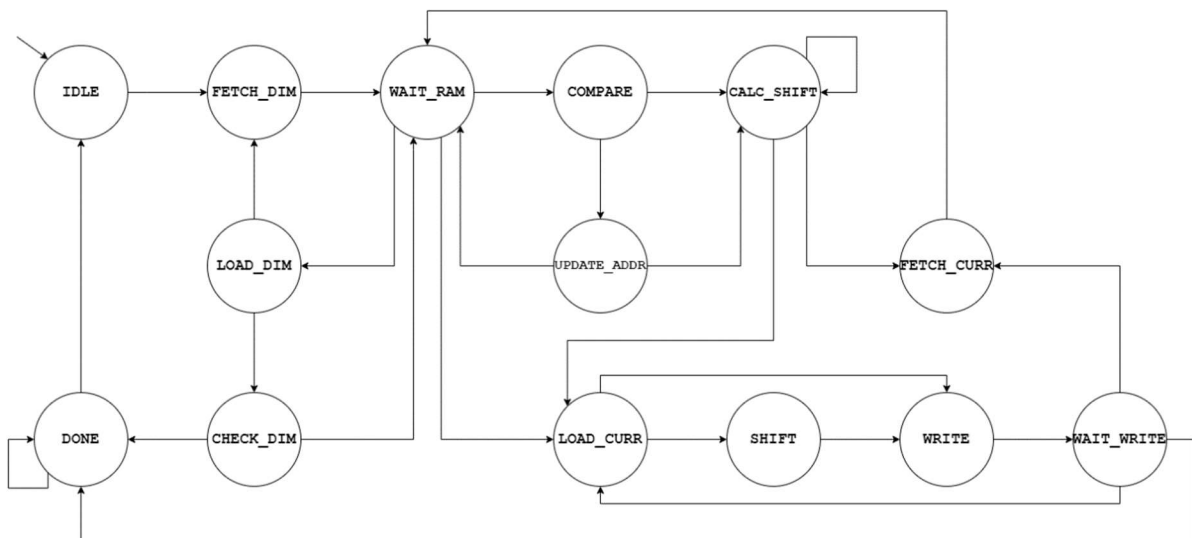 IDLE
FETCH_DIM
WAIT_RAM
COMPARE
CALC_SHIFT
LOAD_DIM
UPDATE_ADDR
FETCH_CURR
DONE
CHECK_DIM
LOAD_CURR
SHIFT
WRITE
WAIT_WRITE